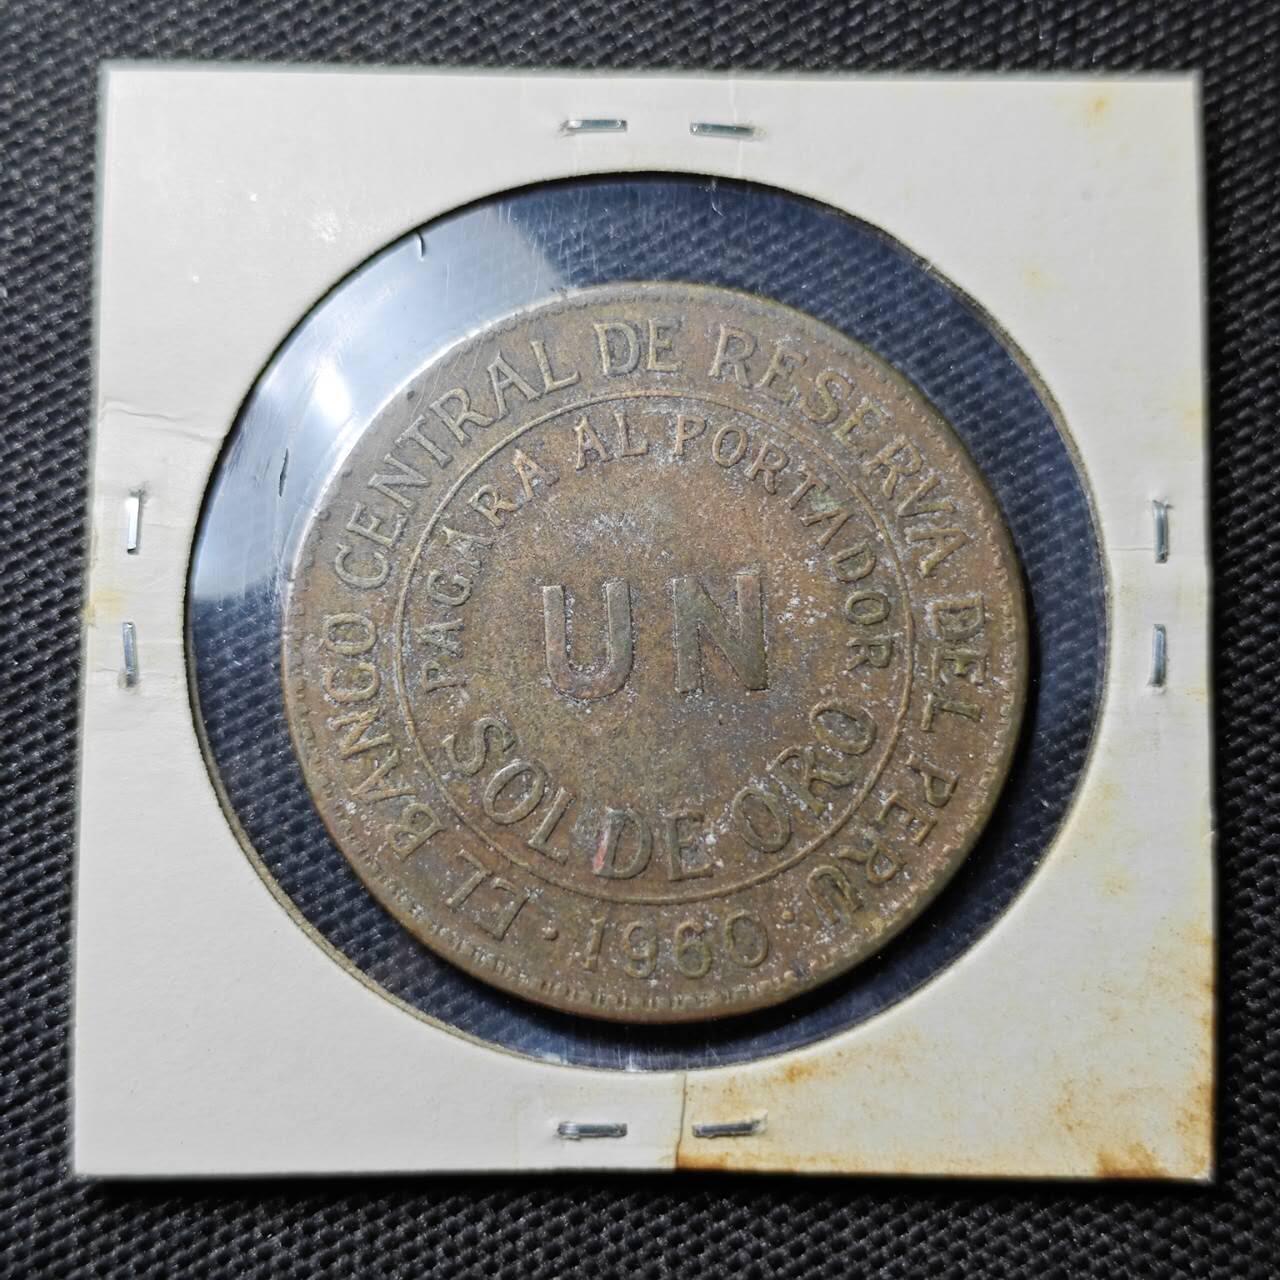 EL BANCO CENTRAL DE RESERVA DEL PERU
PAGARA AL PORTADOR
UN
SOL DE ORO
· 1960 ·